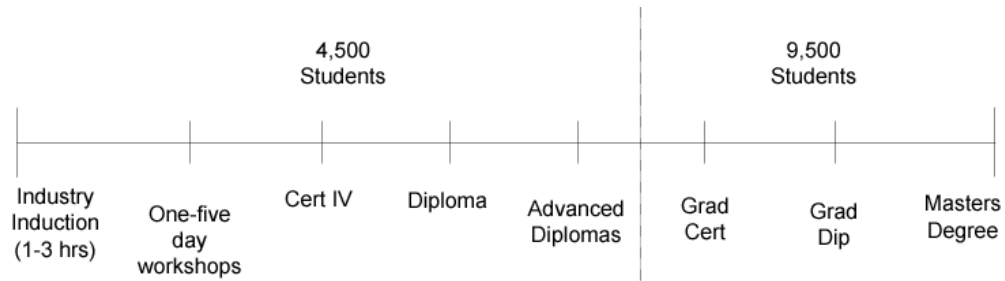 4,500
Students
9,500
Students
Industry
Induction
(1-3 hrs)
One-five
day
workshops
Cert IV
Diploma
Advanced
Diplomas
Grad
Cert
Grad
Dip
Masters
Degree